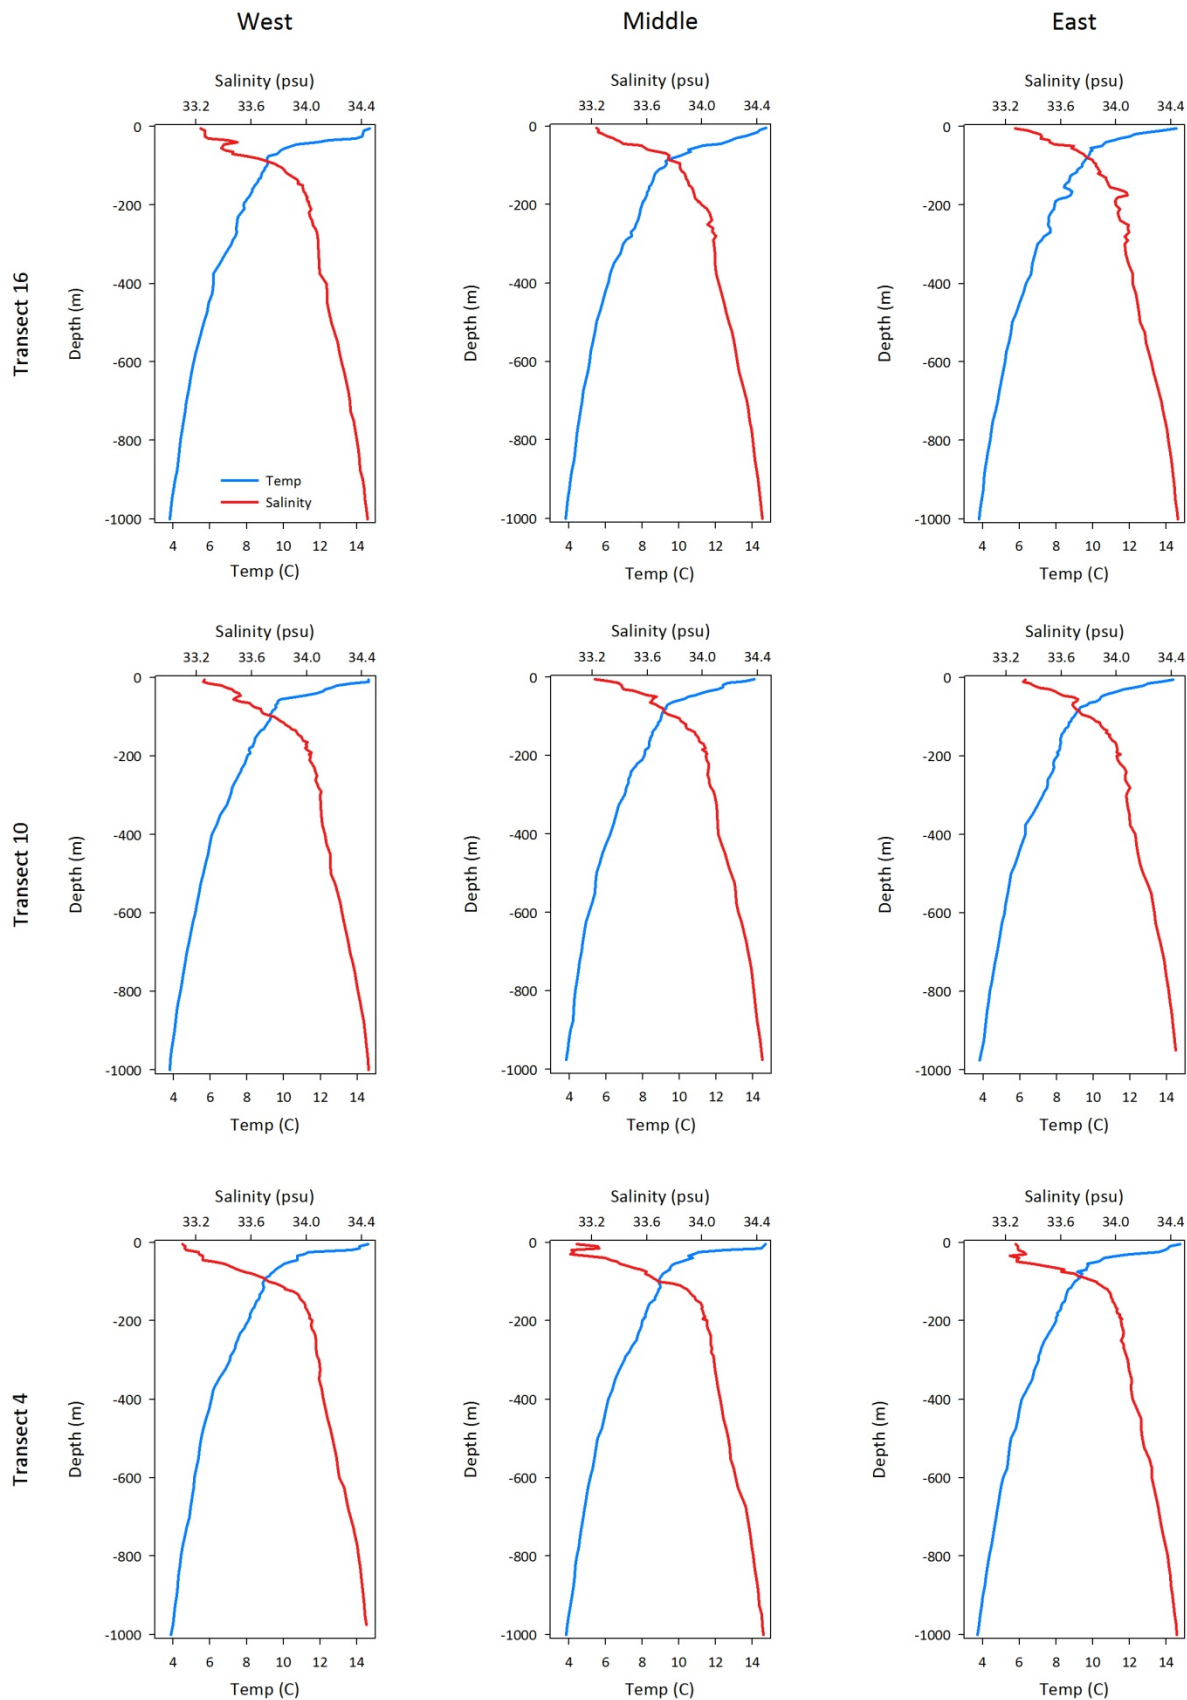 West Middle East
Transect 16
Salinity (psu) Salinity (psu) Salinity (psu)
33.2 33.6 34.0 34.4 33.2 33.6 34.0 34.4 33.2 33.6 34.0 34.4
0 0 0
-200 -200 -200
Depth (m) Depth (m) Depth (m)
-400 -400 -400
-600 -600 -600
-800 -800 -800
Temp
Salinity
-1000 -1000 -1000
4 6 8 10 12 14 4 6 8 10 12 14 4 6 8 10 12 14
Temp (C) Temp (C) Temp (C)
Transect 10
Salinity (psu) Salinity (psu) Salinity (psu)
33.2 33.6 34.0 34.4 33.2 33.6 34.0 34.4 33.2 33.6 34.0 34.4
0 0 0
-200 -200 -200
Depth (m) Depth (m) Depth (m)
-400 -400 -400
-600 -600 -600
-800 -800 -800
-1000 -1000 -1000
4 6 8 10 12 14 4 6 8 10 12 14 4 6 8 10 12 14
Temp (C) Temp (C) Temp (C)
Transect 4
Salinity (psu) Salinity (psu) Salinity (psu)
33.2 33.6 34.0 34.4 33.2 33.6 34.0 34.4 33.2 33.6 34.0 34.4
0 0 0
-200 -200 -200
Depth (m) Depth (m) Depth (m)
-400 -400 -400
-600 -600 -600
-800 -800 -800
-1000 -1000 -1000
4 6 8 10 12 14 4 6 8 10 12 14 4 6 8 10 12 14
Temp (C) Temp (C) Temp (C)